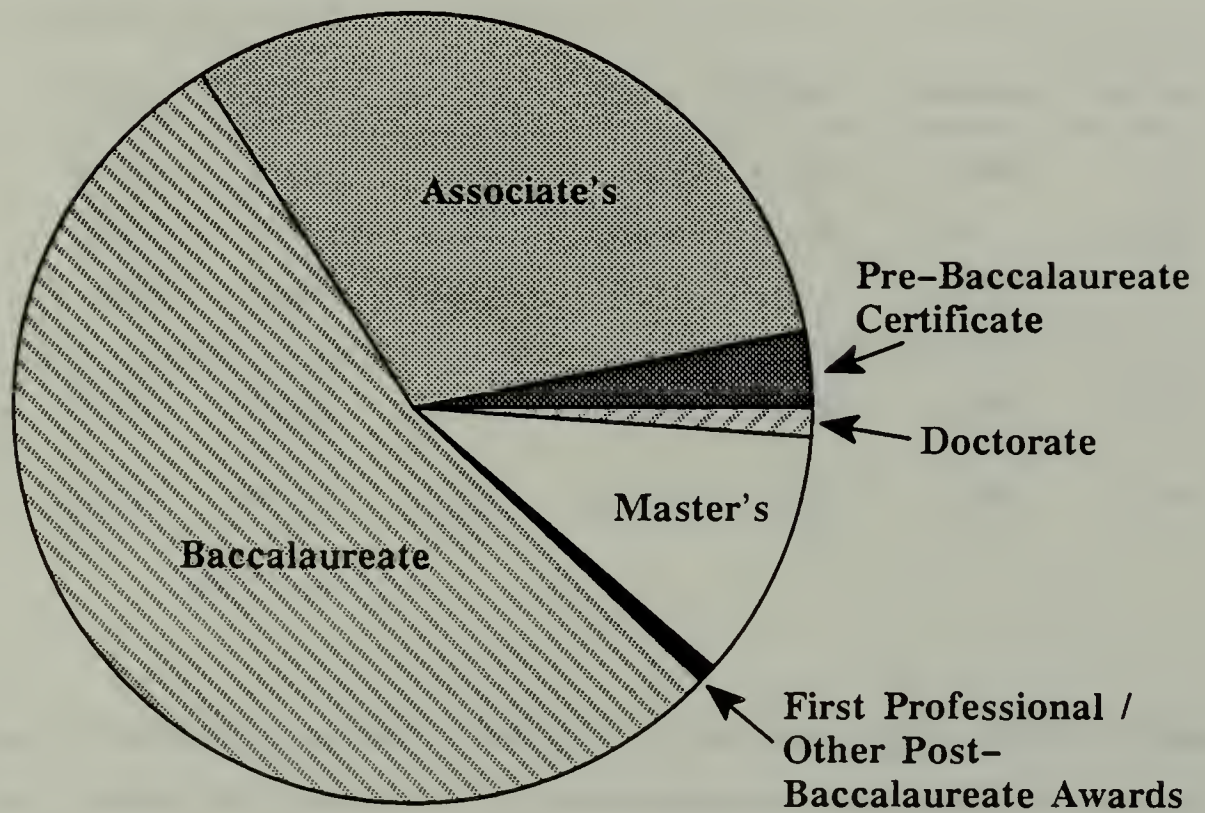 Associate's
Pre-Baccalaureate
Certificate
Doctorate
Master's
Baccalaureate
First Professional /
Other Post-
Baccalaureate Awards